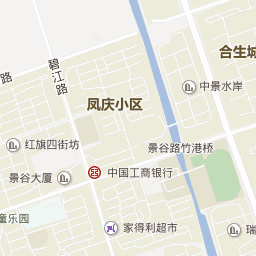 碧江路
路
合生城
中景水岸
凤庆小区
红旗四街坊
景谷路竹港桥
景谷大厦
中国工商银行
童乐园
家得利超市
瑞